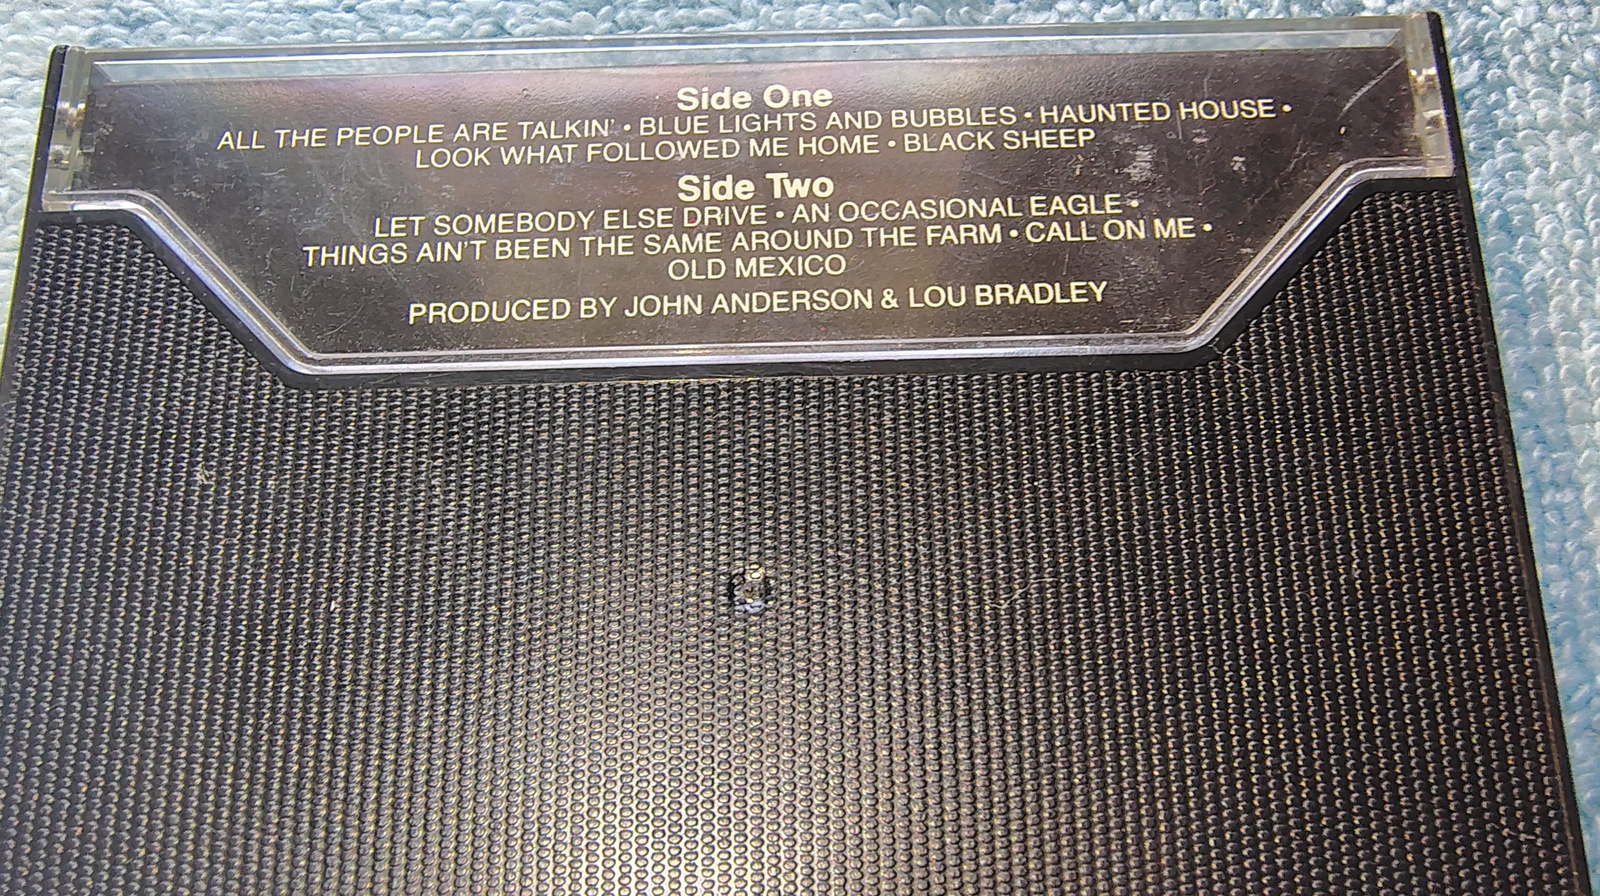 Side One
ALL THE PEOPLE ARE TALKIN' • BLUE LIGHTS AND BUBBLES • HAUNTED HOUSE •
LOOK WHAT FOLLOWED ME HOME • BLACK SHEEP
Side Two
LET SOMEBODY ELSE DRIVE • AN OCCASIONAL EAGLE •
THINGS AIN'T BEEN THE SAME AROUND THE FARM • CALL ON ME •
OLD MEXICO
PRODUCED BY JOHN ANDERSON & LOU BRADLEY